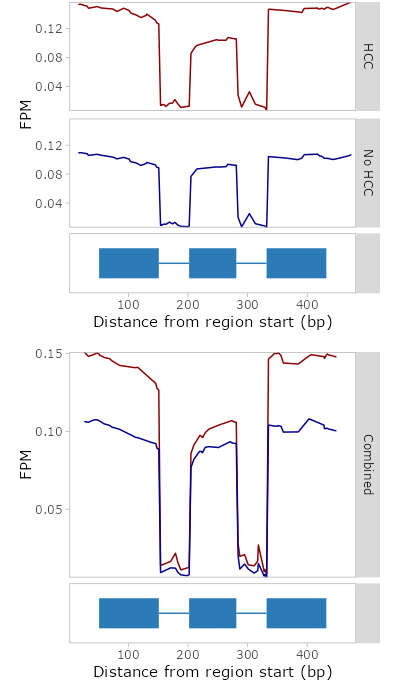 0.12
0.08
0.04
HCC
FPM
0.12
0.08
0.04
No HCC
100 200 300 400
Distance from region start (bp)
0.15
0.10
0.05
FPM
Combined
100 200 300 400
Distance from region start (bp)